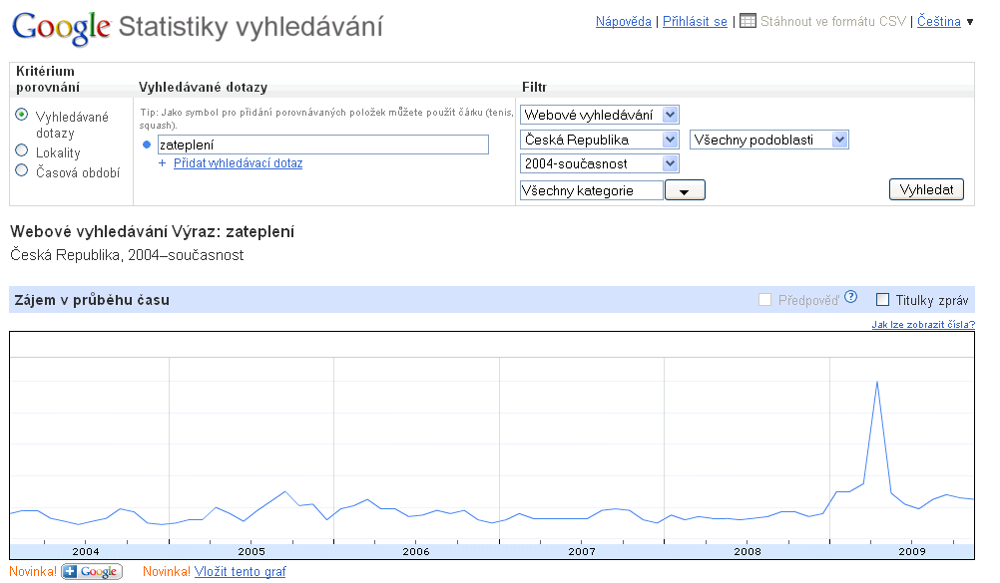 Google Statistiky vyhledávání
Nápověda | Přihlásit se | Stáhnout ve formátu CSV | Čeština ▼
Kritérium porovnání
Vyhledávané dotazy
Filtr
Vyhledávané dotazy
Lokality
Časová období
Tip: Jako symbol pro přidání porovnávaných položek můžete použít čárku (tenis,
squash).
zateplení
+ Přidat vyhledávací dotaz
Webové vyhledávání
Česká Republika
Všechny podoblasti
2004-současnost
Všechny kategorie
Vyhledat
Webové vyhledávání Výraz: zateplení
Česká Republika, 2004–současnost
Zájem v průběhu času
Předpověď ?
Titulky zpráv
Jak lze zobrazit čísla?
2004 2005 2006 2007 2008 2009
Novinka! + Google Novinka! Vložit tento graf